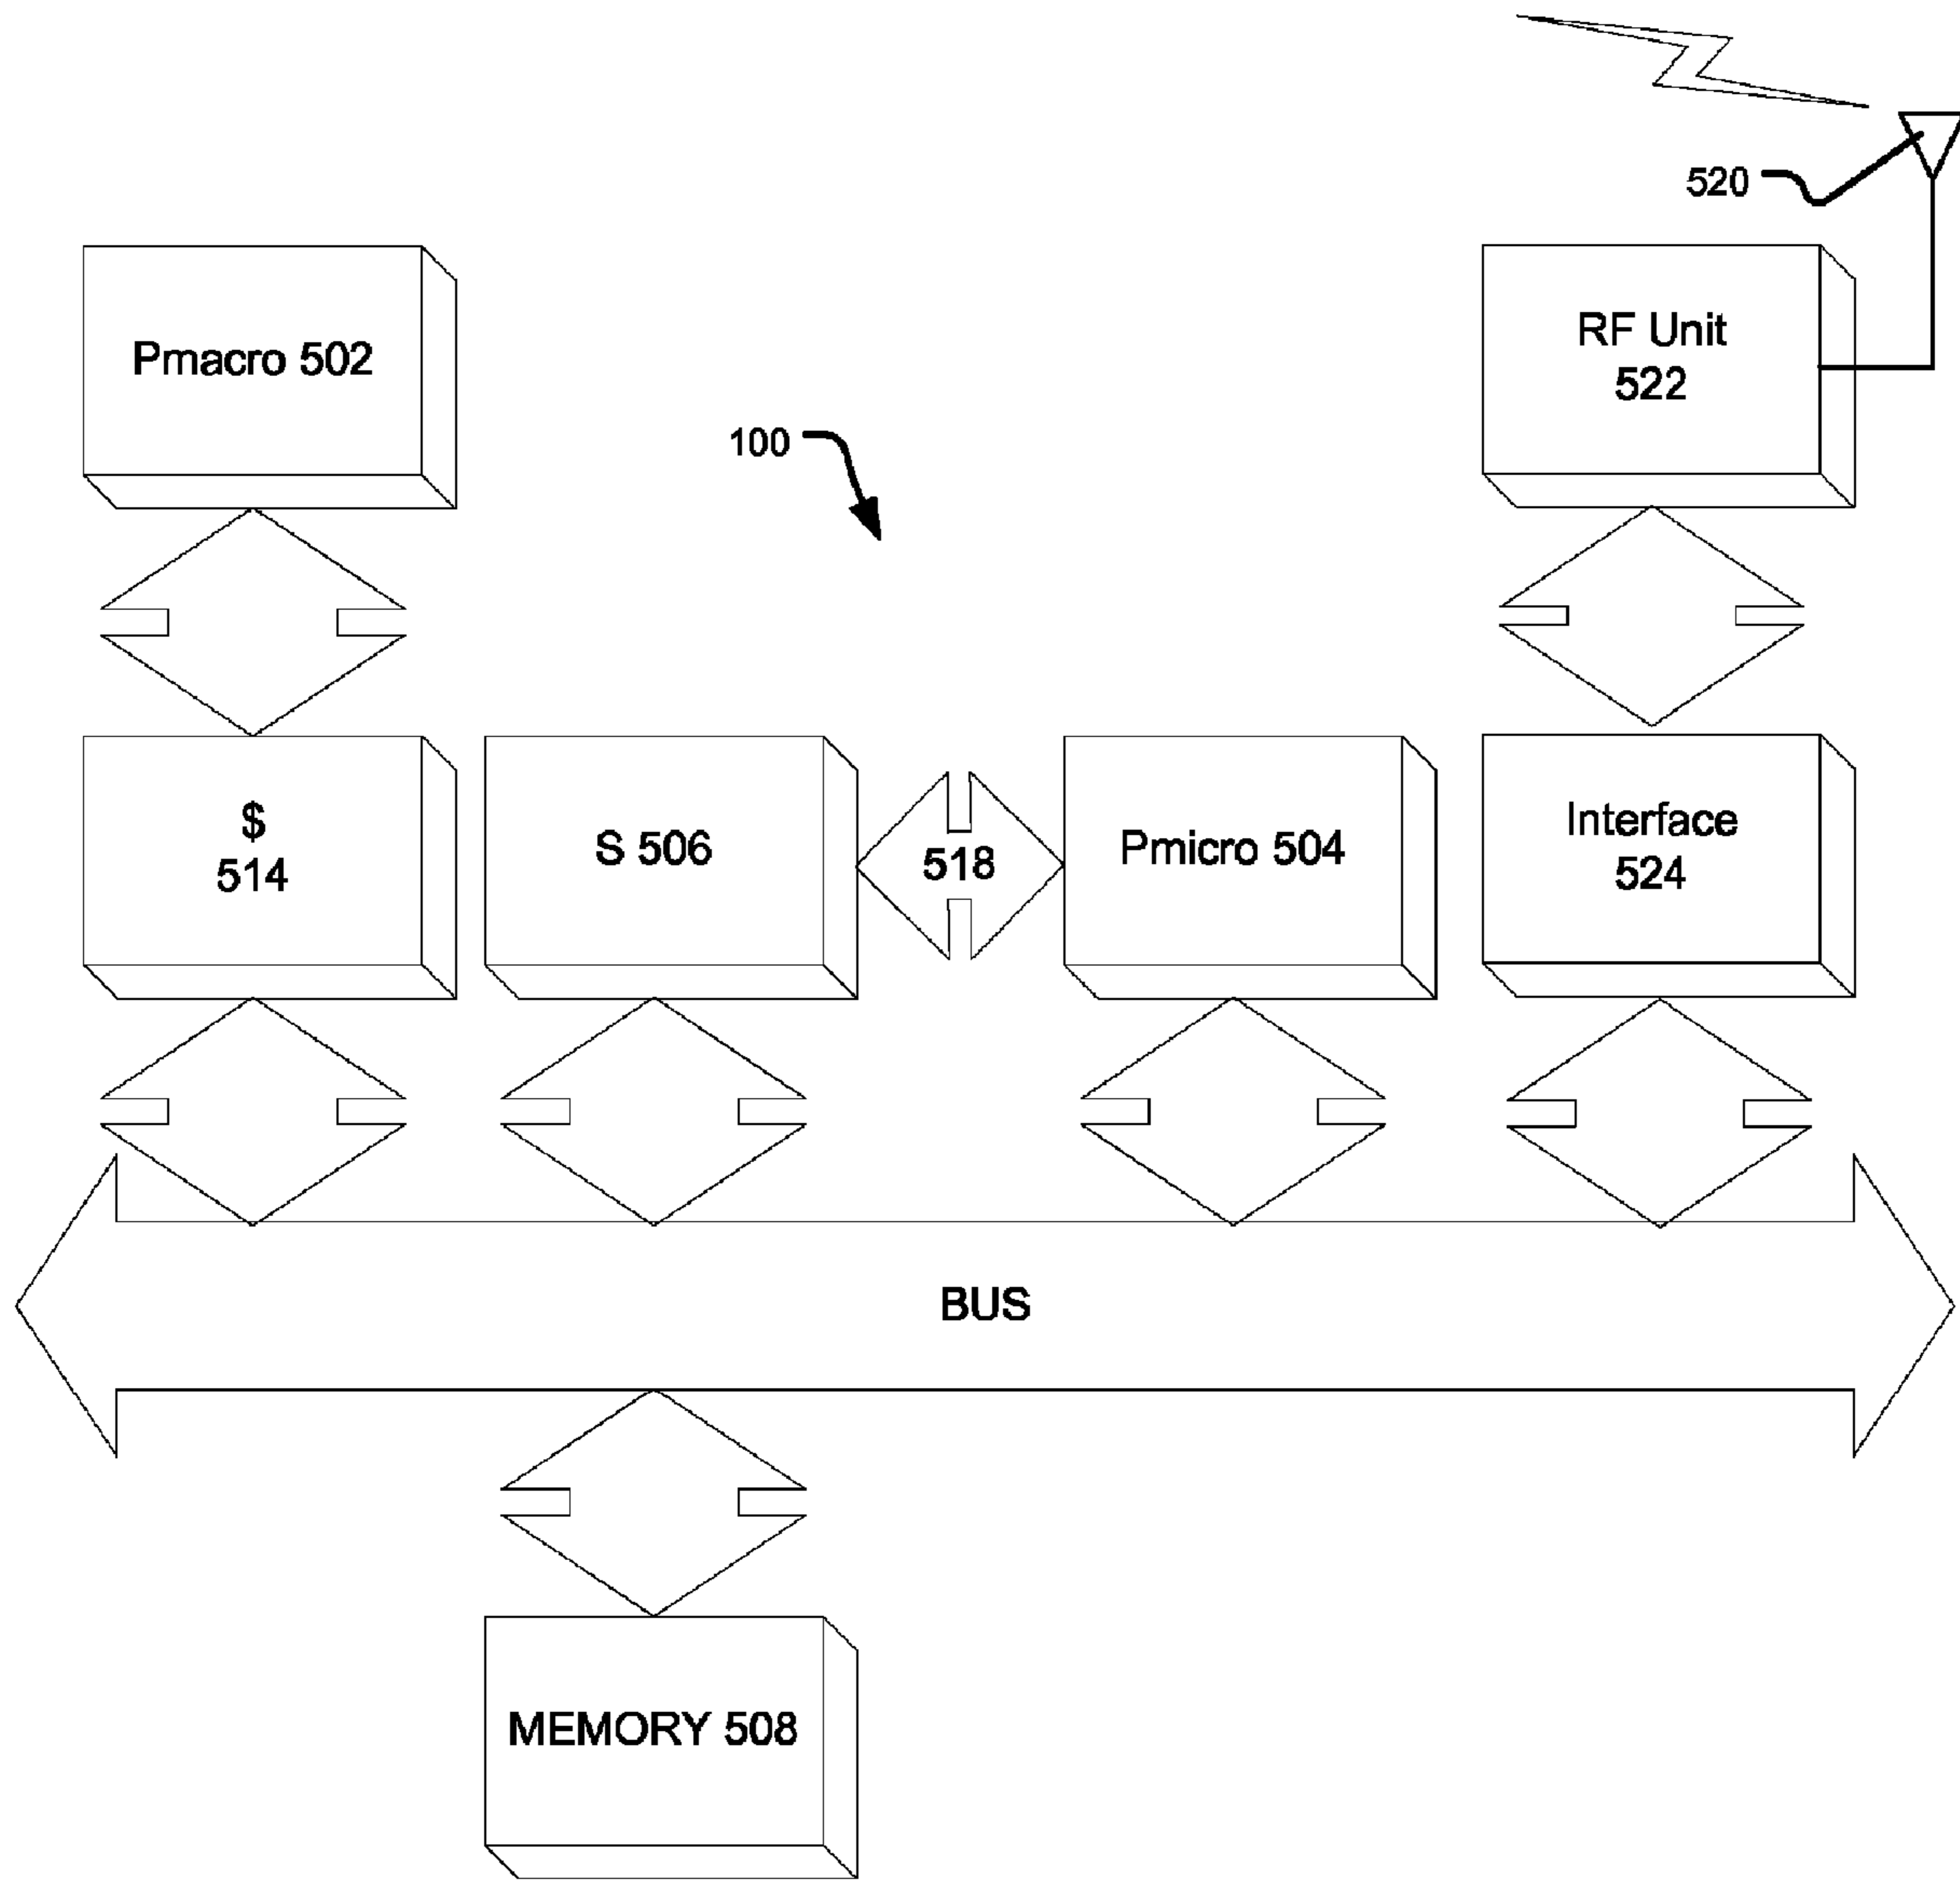 520
Pmacro 502
RF Unit
522
100
$
514
S 506
518
Pmicro 504
Interface
524
BUS
MEMORY 508